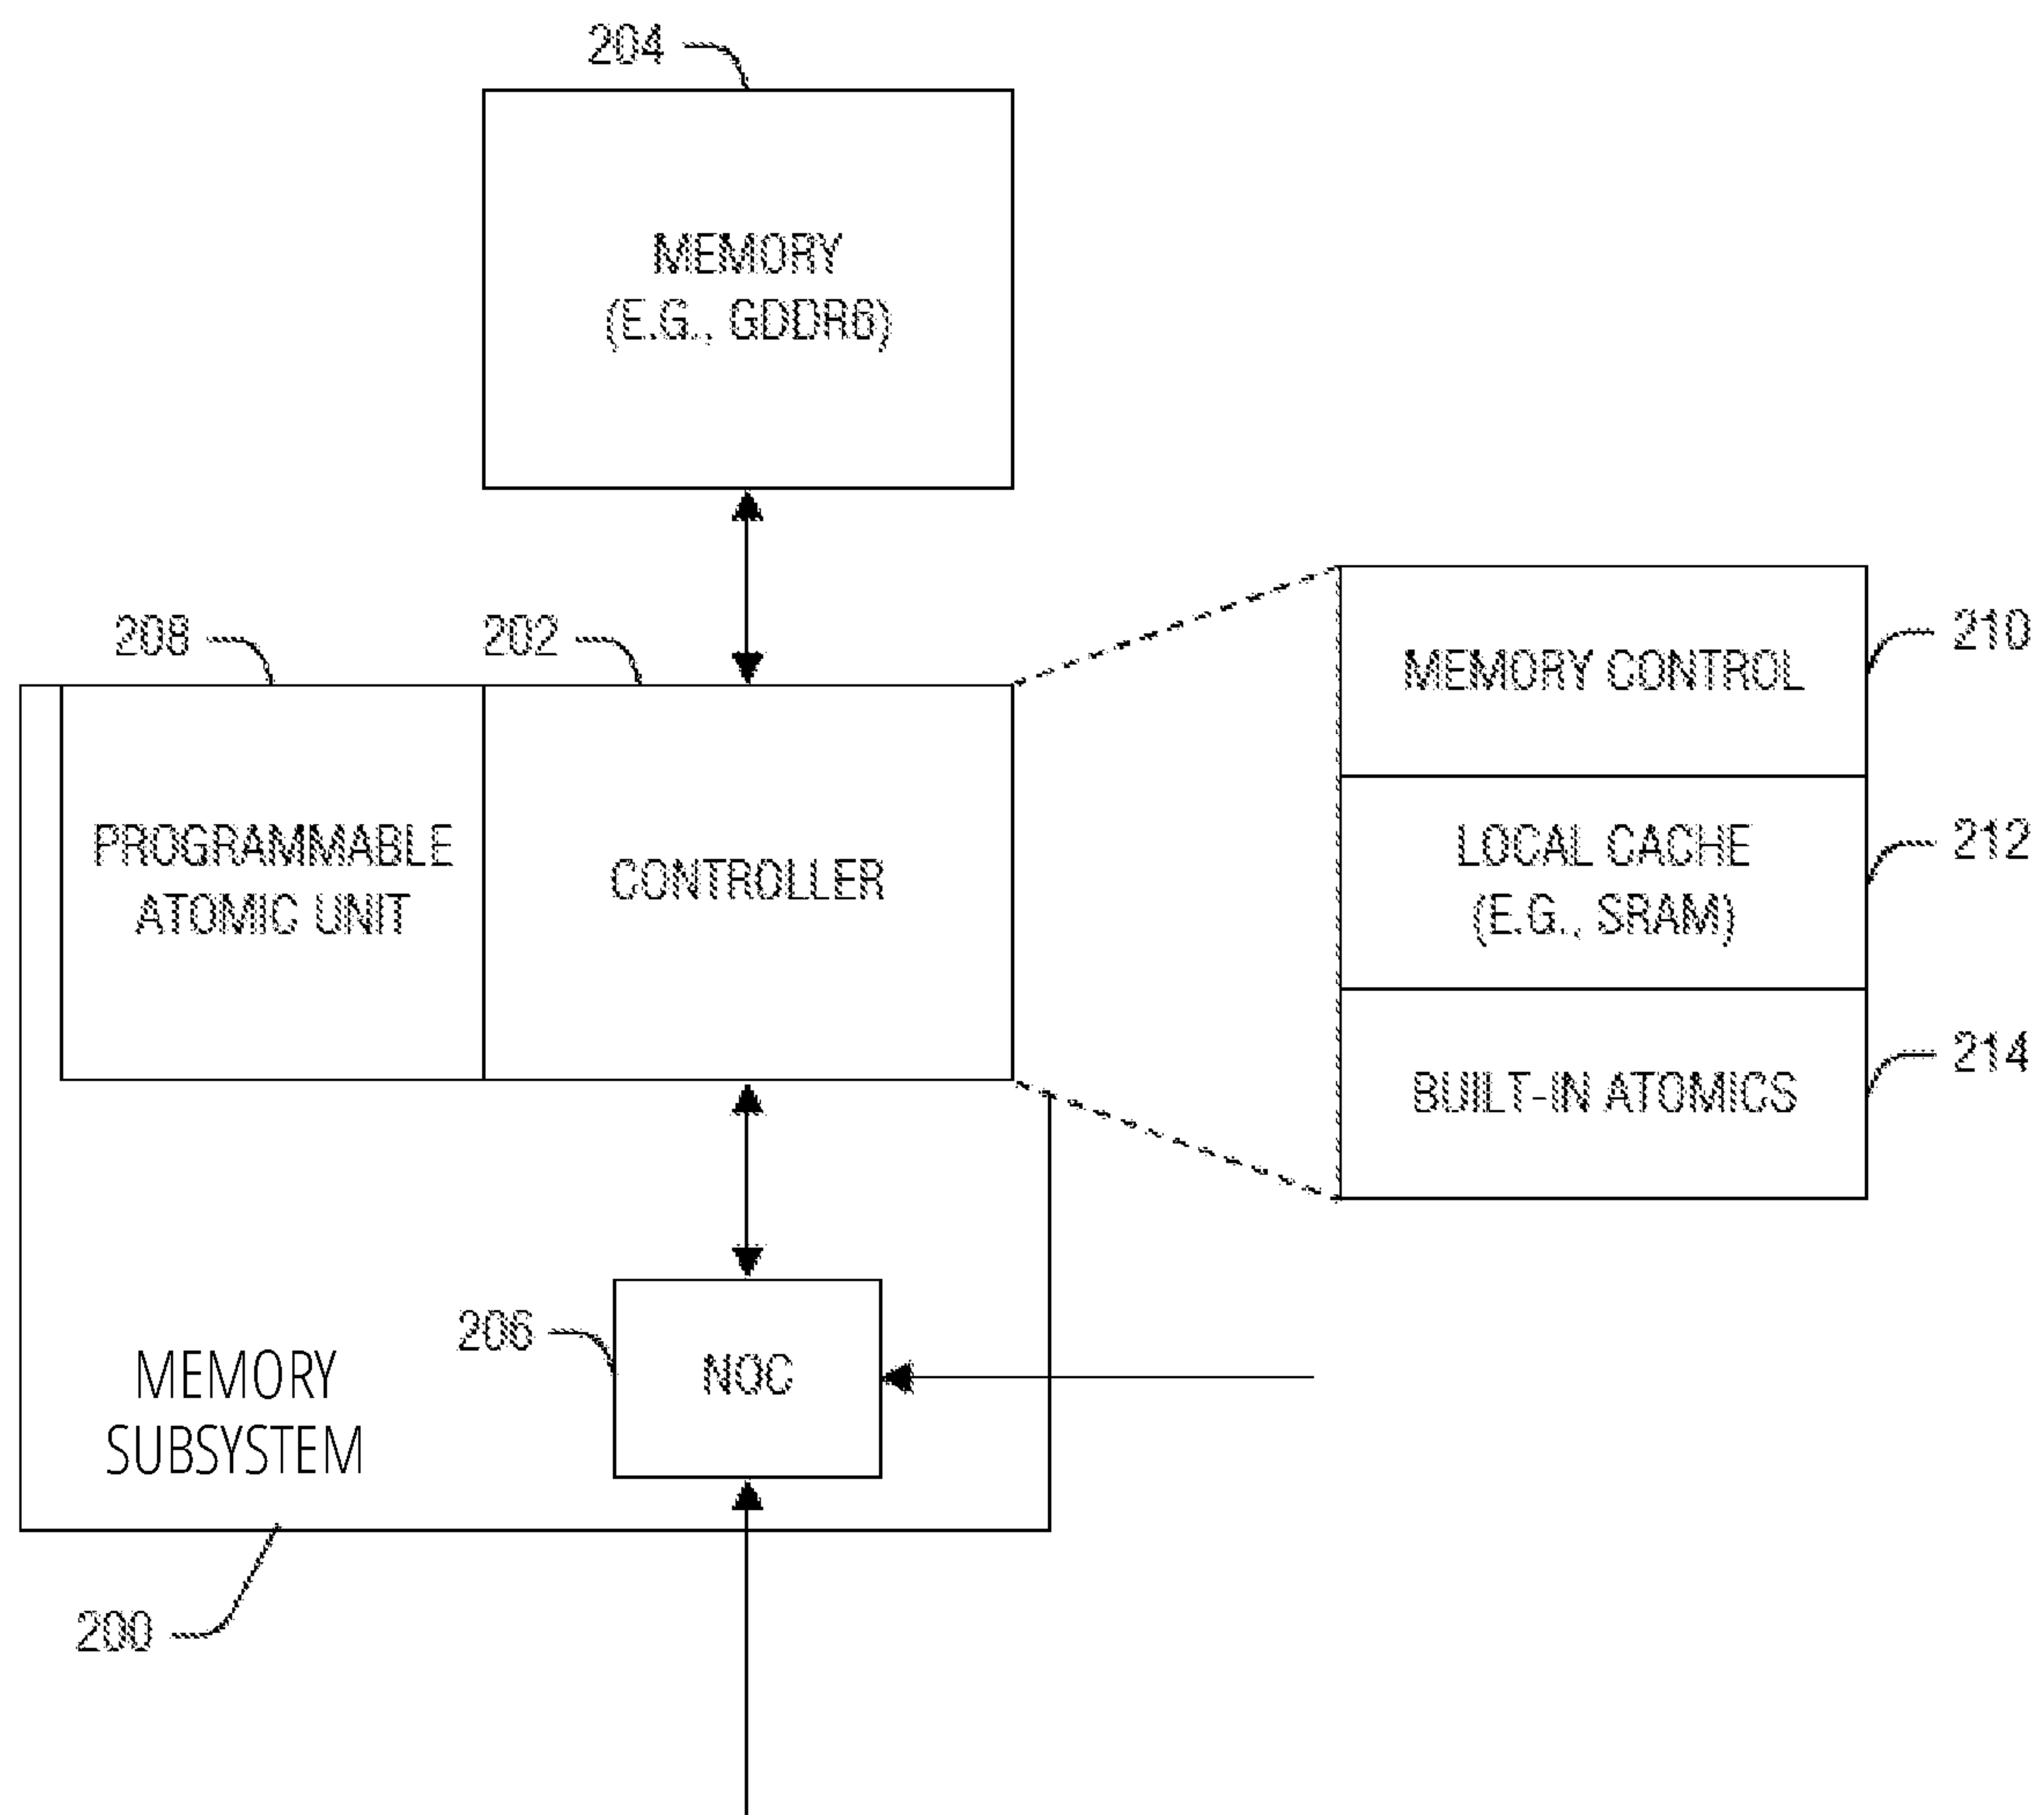 204
MEMORY
(E.G., GDDR6)
208
202
210
MEMORY CONTROL
PROGRAMMABLE
ATOMIC UNIT
CONTROLLER
LOCAL CACHE
(E.G., SRAM)
212
BUILT-IN ATOMICS
214
206
NOC
MEMORY
SUBSYSTEM
200